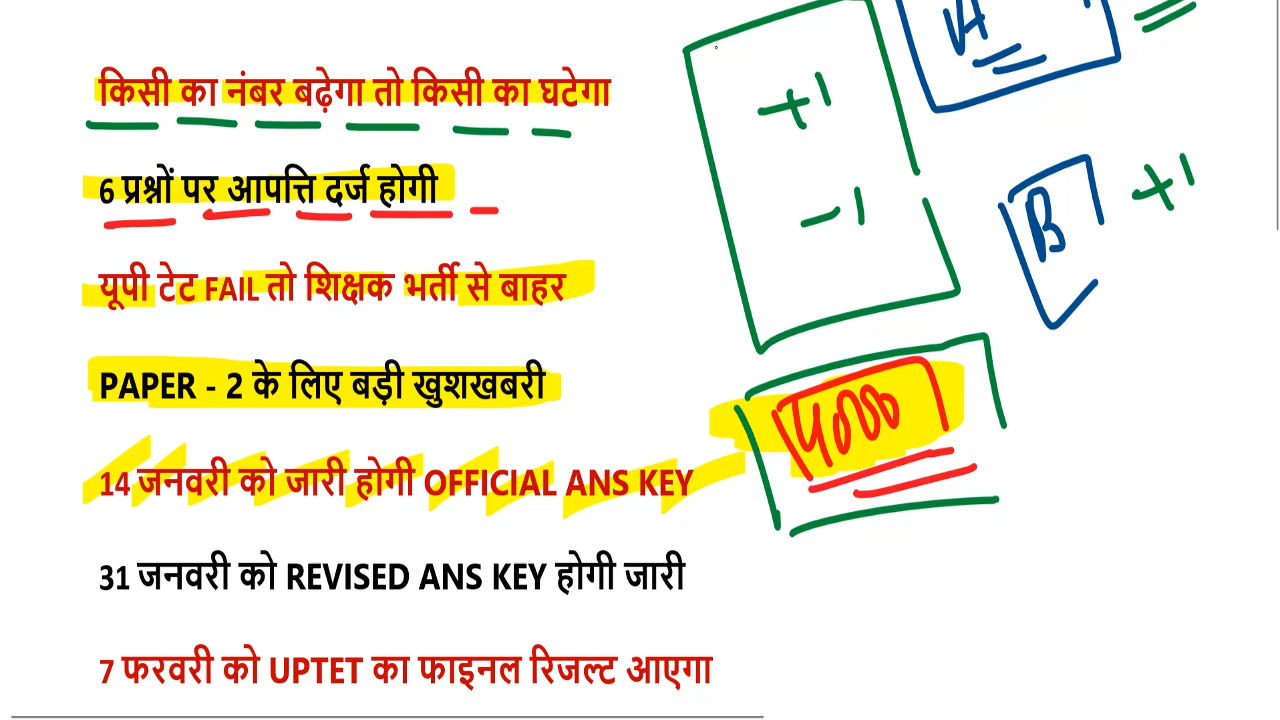 किसी का नंबर बढ़ेगा तो किसी का घटेगा
6 प्रश्नों पर आपत्ति दर्ज होगी
यूपी टेट FAIL तो शिक्षक भर्ती से बाहर
PAPER - 2 के लिए बड़ी खुशखबरी
14 जनवरी को जारी होगी OFFICIAL ANS KEY
31 जनवरी को REVISED ANS KEY होगी जारी
7 फरवरी को UPTET का फाइनल रिजल्ट आएगा
A
+1
-1
B +1
4000